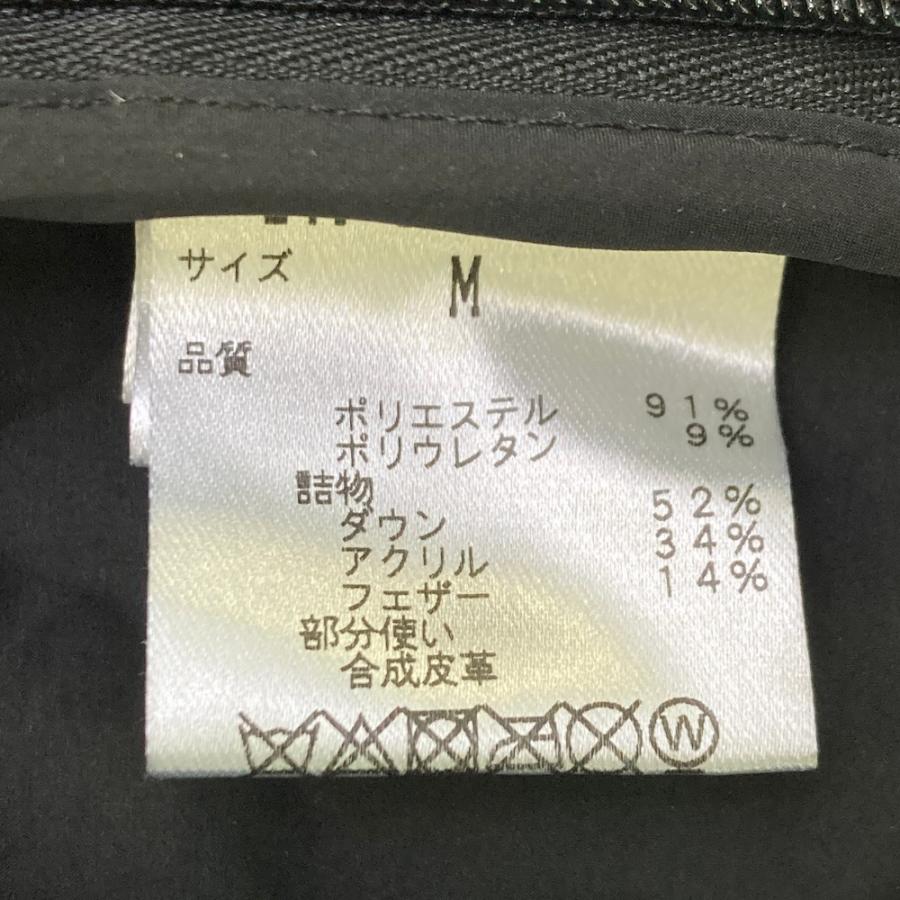 サイズ M
品質
ポリエステル 91%
ポリウレタン 9%
詰物
ダウン 52%
アクリル 34%
フェザー 14%
部分使い
合成皮革
W